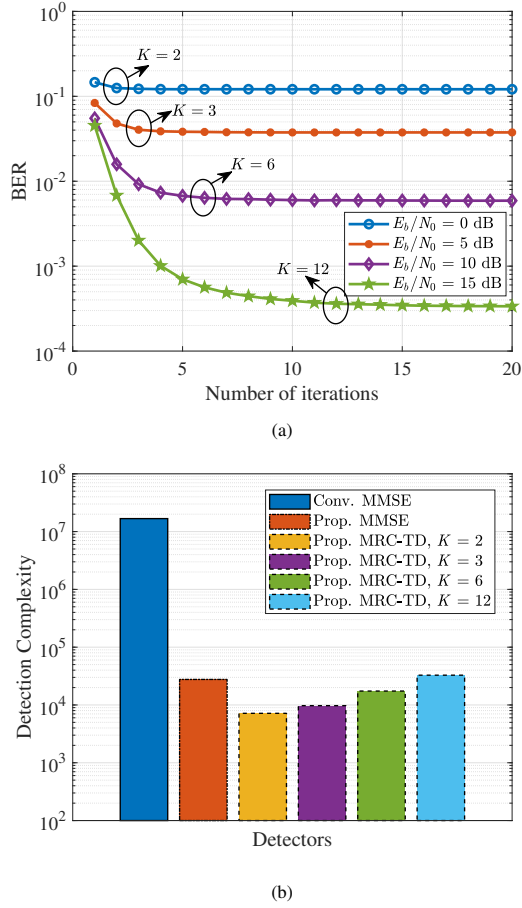 10^0
10^-1
10^-2
10^-3
10^-4
BER
K = 2
K = 3
K = 6
K = 12
E_b/N_0 = 0 dB
E_b/N_0 = 5 dB
E_b/N_0 = 10 dB
E_b/N_0 = 15 dB
0 5 10 15 20
Number of iterations
(a)
10^8
10^7
10^6
10^5
10^4
10^3
10^2
Detection Complexity
Conv. MMSE
Prop. MMSE
Prop. MRC-TD, K = 2
Prop. MRC-TD, K = 3
Prop. MRC-TD, K = 6
Prop. MRC-TD, K = 12
Detectors
(b)